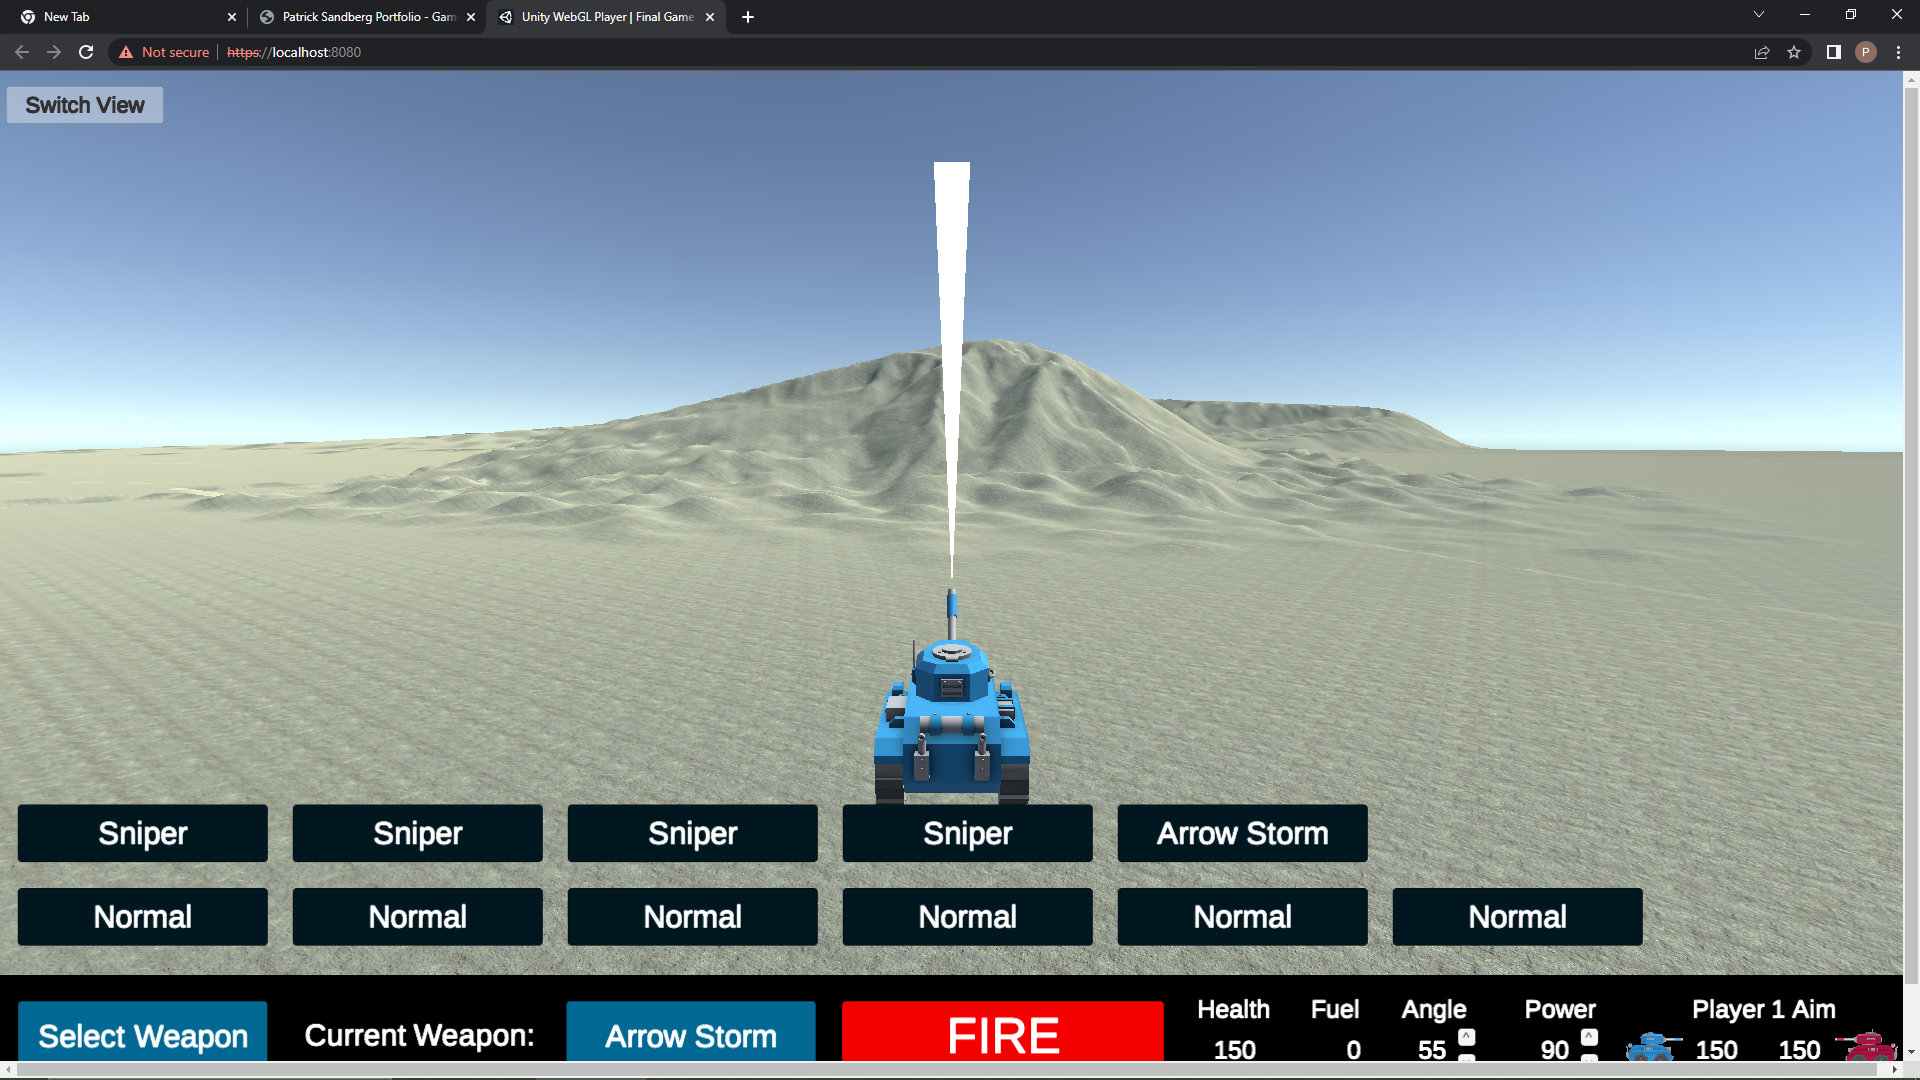 New Tab
Patrick Sandberg Portfolio - Gam
Unity WebGL Player | Final Game
Not secure
https://localhost:8080
P
Switch View
Sniper Sniper Sniper Sniper Arrow Storm
Normal Normal Normal Normal Normal Normal
Select Weapon Current Weapon: Arrow Storm FIRE
Health Fuel Angle Power Player 1 Aim
150 0 55 90 150 150